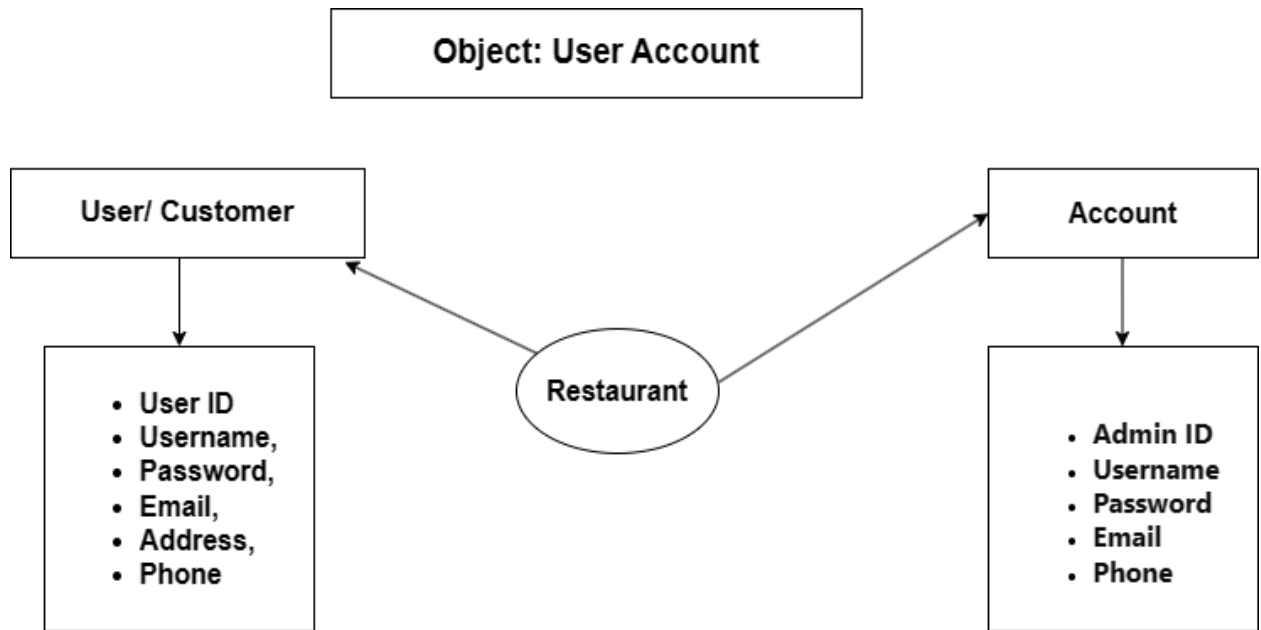 Object: User Account
User/ Customer
Account
Restaurant
• User ID
• Username,
• Password,
• Email,
• Address,
• Phone
• Admin ID
• Username
• Password
• Email
• Phone